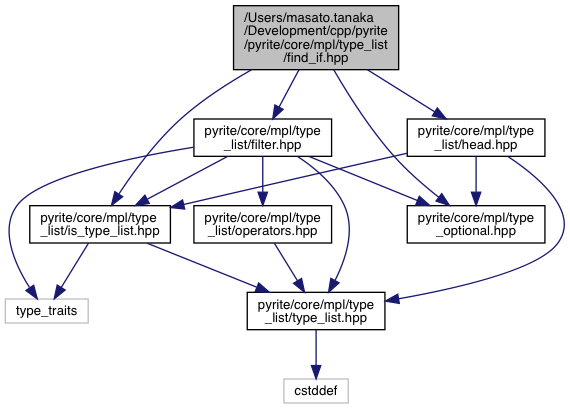 /Users/masato.tanaka
/Development/cpp/pyrite
/pyrite/core/mpl/type_list
/find_if.hpp
pyrite/core/mpl/type
_list/filter.hpp
pyrite/core/mpl/type
_list/head.hpp
pyrite/core/mpl/type
_list/is_type_list.hpp
pyrite/core/mpl/type
_list/operators.hpp
pyrite/core/mpl/type
_optional.hpp
type_traits
pyrite/core/mpl/type
_list/type_list.hpp
cstddef